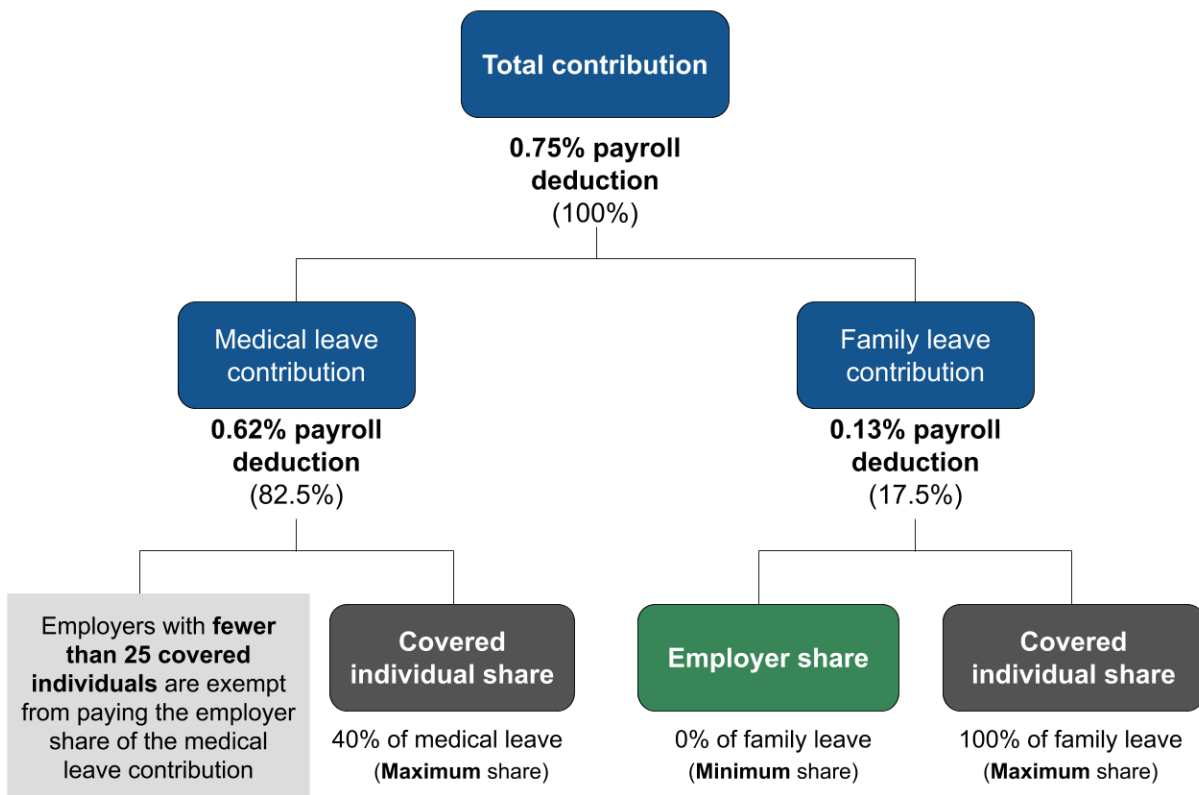 Total contribution
0.75% payroll
deduction
(100%)
Medical leave
contribution
0.62% payroll
deduction
(82.5%)
Family leave
contribution
0.13% payroll
deduction
(17.5%)
Employers with fewer
than 25 covered
individuals are exempt
from paying the employer
share of the medical
leave contribution
Covered
individual share
40% of medical leave
(Maximum share)
Employer share
0% of family leave
(Minimum share)
Covered
individual share
100% of family leave
(Maximum share)